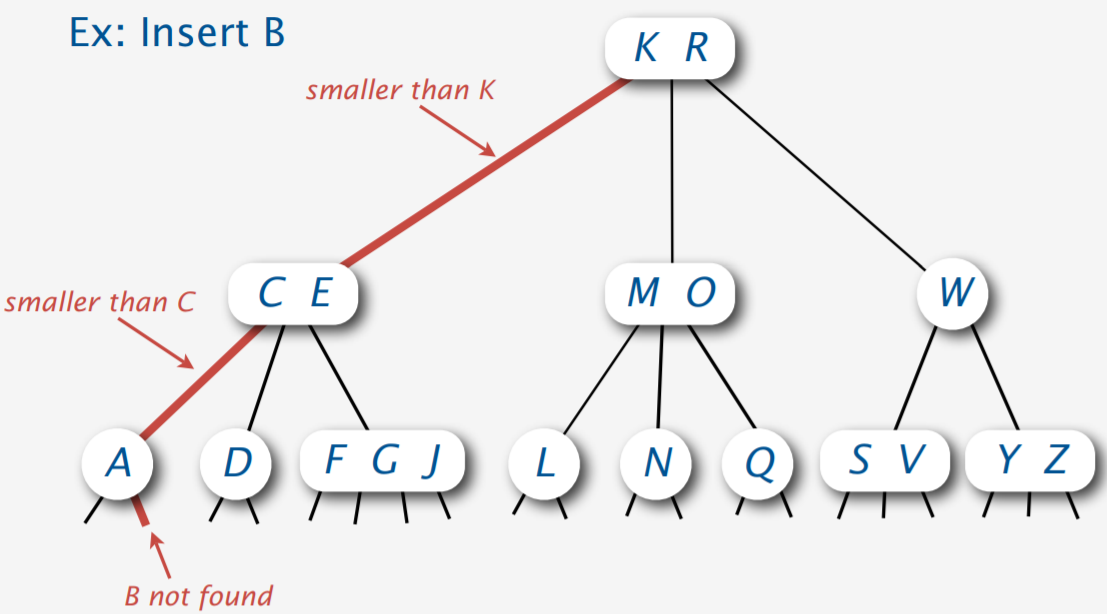 Ex: Insert B
K R
smaller than K
C E
M O
W
smaller than C
A
D
F G J
L
N
Q
S V
Y Z
B not found